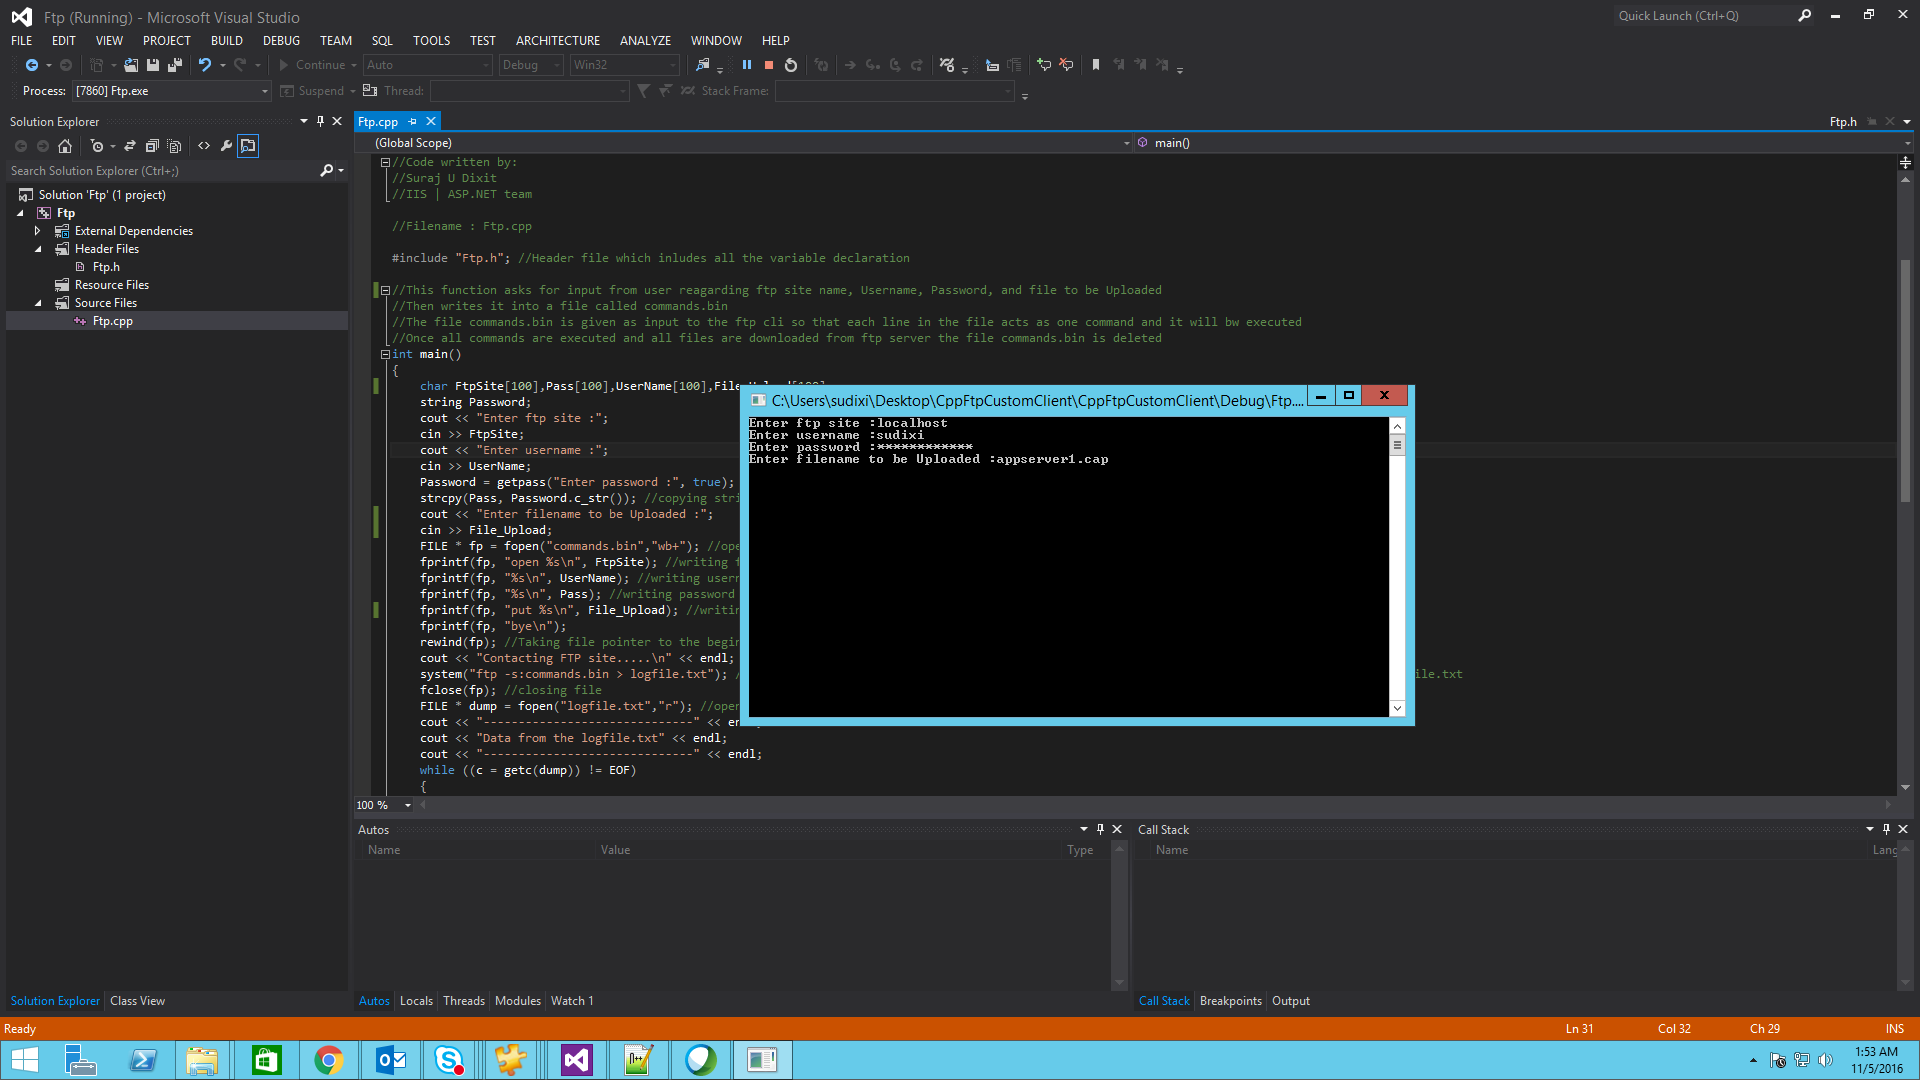 Ftp (Running) - Microsoft Visual Studio
Quick Launch (Ctrl+Q)
FILE EDIT VIEW PROJECT BUILD DEBUG TEAM SQL TOOLS TEST ARCHITECTURE ANALYZE WINDOW HELP
Continue Auto Debug Win32
Process: [7860] Ftp.exe Suspend Thread: Stack Frame:
Solution Explorer
Search Solution Explorer (Ctrl+;)
Solution 'Ftp' (1 project)
Ftp
External Dependencies
Header Files
Ftp.h
Resource Files
Source Files
Ftp.cpp
Solution Explorer Class View
Ftp.cpp
Ftp.h
(Global Scope)
main()
//Code written by:
//Suraj U Dixit
//IIS | ASP.NET team
//Filename : Ftp.cpp
#include "Ftp.h"; //Header file which inludes all the variable declaration
//This function asks for input from user reagarding ftp site name, Username, Password, and file to be Uploaded
//Then writes it into a file called commands.bin
//The file commands.bin is given as input to the ftp cli so that each line in the file acts as one command and it will bw executed
//Once all commands are executed and all files are downloaded from ftp server the file commands.bin is deleted
int main()
{
char FtpSite[100],Pass[100],UserName[100],File
string Password;
cout << "Enter ftp site :";
cin >> FtpSite;
cout << "Enter username :";
cin >> UserName;
Password = getpass("Enter password :", true);
strcpy(Pass, Password.c_str()); //copying stri
cout << "Enter filename to be Uploaded :";
cin >> File_Upload;
FILE * fp = fopen("commands.bin","wb+"); //ope
fprintf(fp, "open %s\n", FtpSite); //writing f
fprintf(fp, "%s\n", UserName); //writing usern
fprintf(fp, "%s\n", Pass); //writing password
fprintf(fp, "put %s\n", File_Upload); //writin
fprintf(fp, "bye\n");
rewind(fp); //Taking file pointer to the begin
cout << "Contacting FTP site.....\n" << endl;
system("ftp -s:commands.bin > logfile.txt"); / ile.txt
fclose(fp); //closing file
FILE * dump = fopen("logfile.txt","r"); //open
cout << "------------------------------" << en
cout << "Data from the logfile.txt" << endl;
cout << "------------------------------" << endl;
while ((c = getc(dump)) != EOF)
{
100 %
C:\Users\sudixi\Desktop\CppFtpCustomClient\CppFtpCustomClient\Debug\Ftp....
Enter ftp site :localhost
Enter username :sudixi
Enter password :************
Enter filename to be Uploaded :appserver1.cap
Autos
Name Value Type
Autos Locals Threads Modules Watch 1
Call Stack
Name Lang
Call Stack Breakpoints Output
Ready Ln 31 Col 32 Ch 29 INS
1:53 AM
11/5/2016